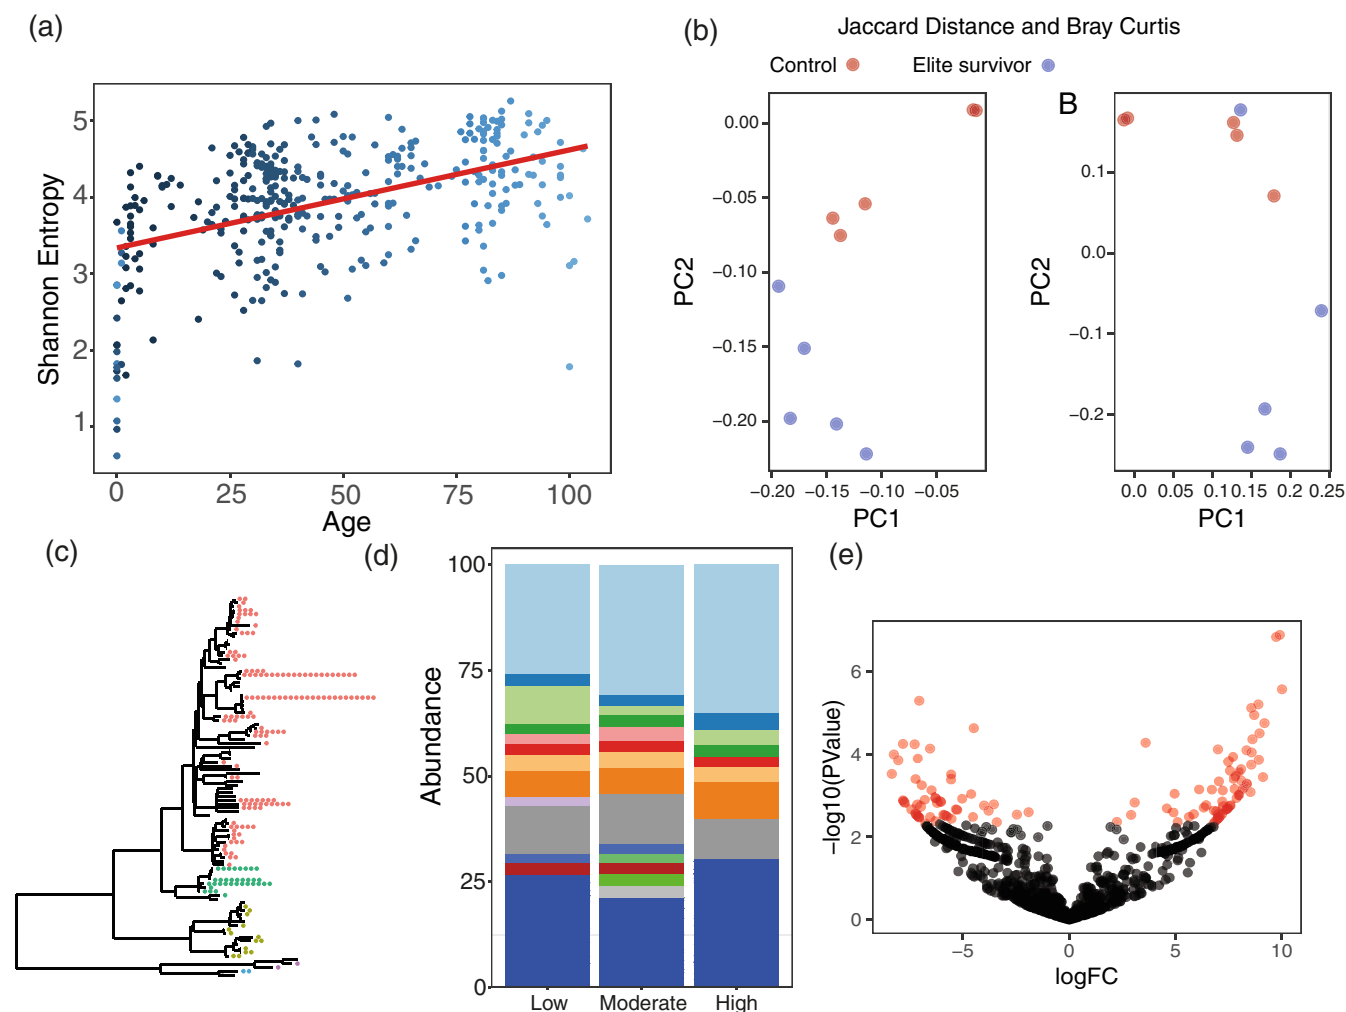 (a)
Shannon Entropy
5
4
3
2
1
0 25 50 75 100
Age
(b)
Jaccard Distance and Bray Curtis
Control Elite survivor
PC2
0.00
−0.05
−0.10
−0.15
−0.20
−0.20 −0.15 −0.10 −0.05
PC1
B
PC2
0.1
0.0
−0.1
−0.2
0.0 0.05 0.10 0.15 0.2 0.25
PC1
(c)
(d)
Abundance
100
75
50
25
0
Low Moderate High
(e)
−log10(PValue)
6
4
2
0
−5 0 5 10
logFC